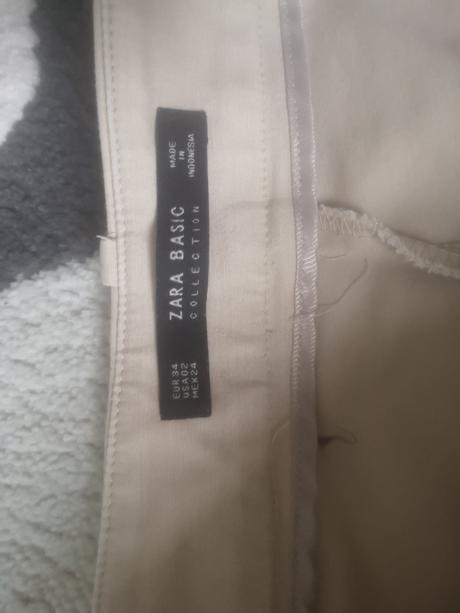 EUR 34
USA 02
MEX 24
ZARA BASIC
COLLECTION
MADE
IN
INDONESIA